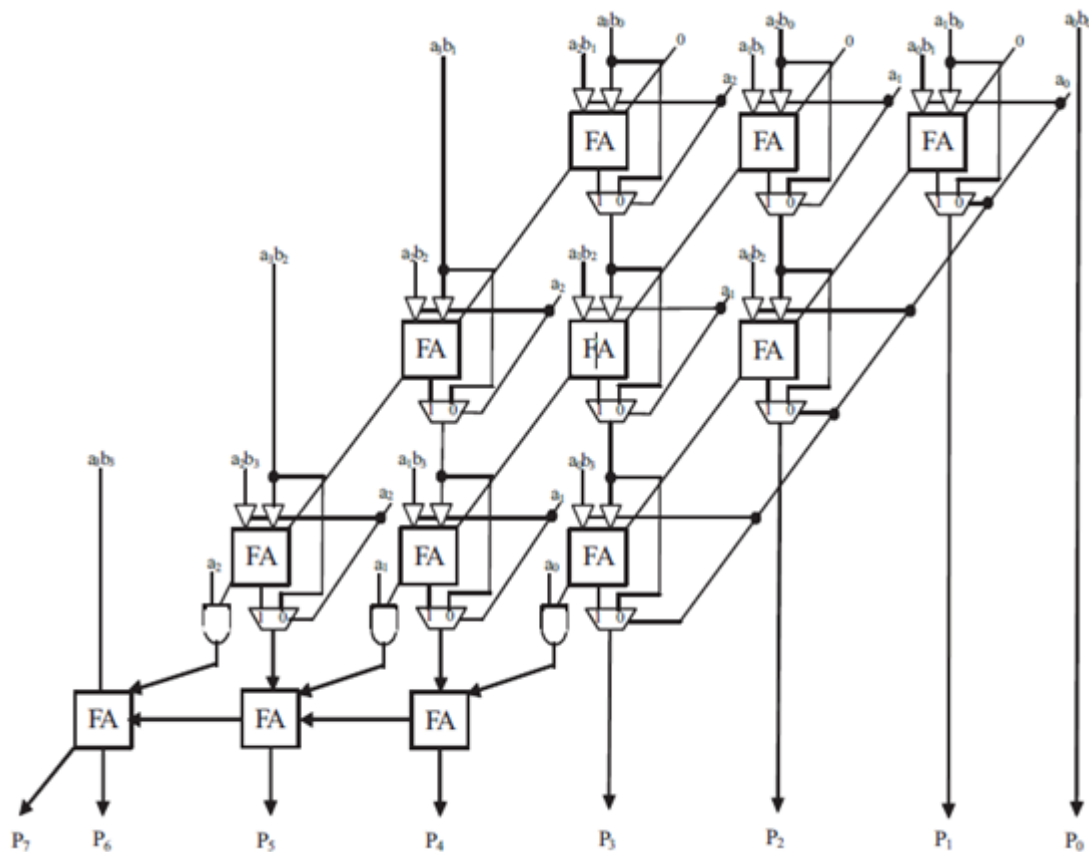 a₃b₀ a₂b₀ a₁b₀ a₀b₀
a₃b₁ a₂b₁ 0 a₁b₁ 0 a₀b₁ 0
a₂ a₁ a₀
FA FA FA
1 0 1 0 1 0
a₃b₂ a₂b₂ a₁b₂ a₀b₂
a₂ a₁
FA FA FA
1 0 1 0 1 0
a₃b₃ a₂b₃ a₁b₃ a₀b₃
a₂ a₁
FA FA FA
a₂ a₁ a₀
1 0 1 0 1 0
FA FA FA
P₇ P₆ P₅ P₄ P₃ P₂ P₁ P₀